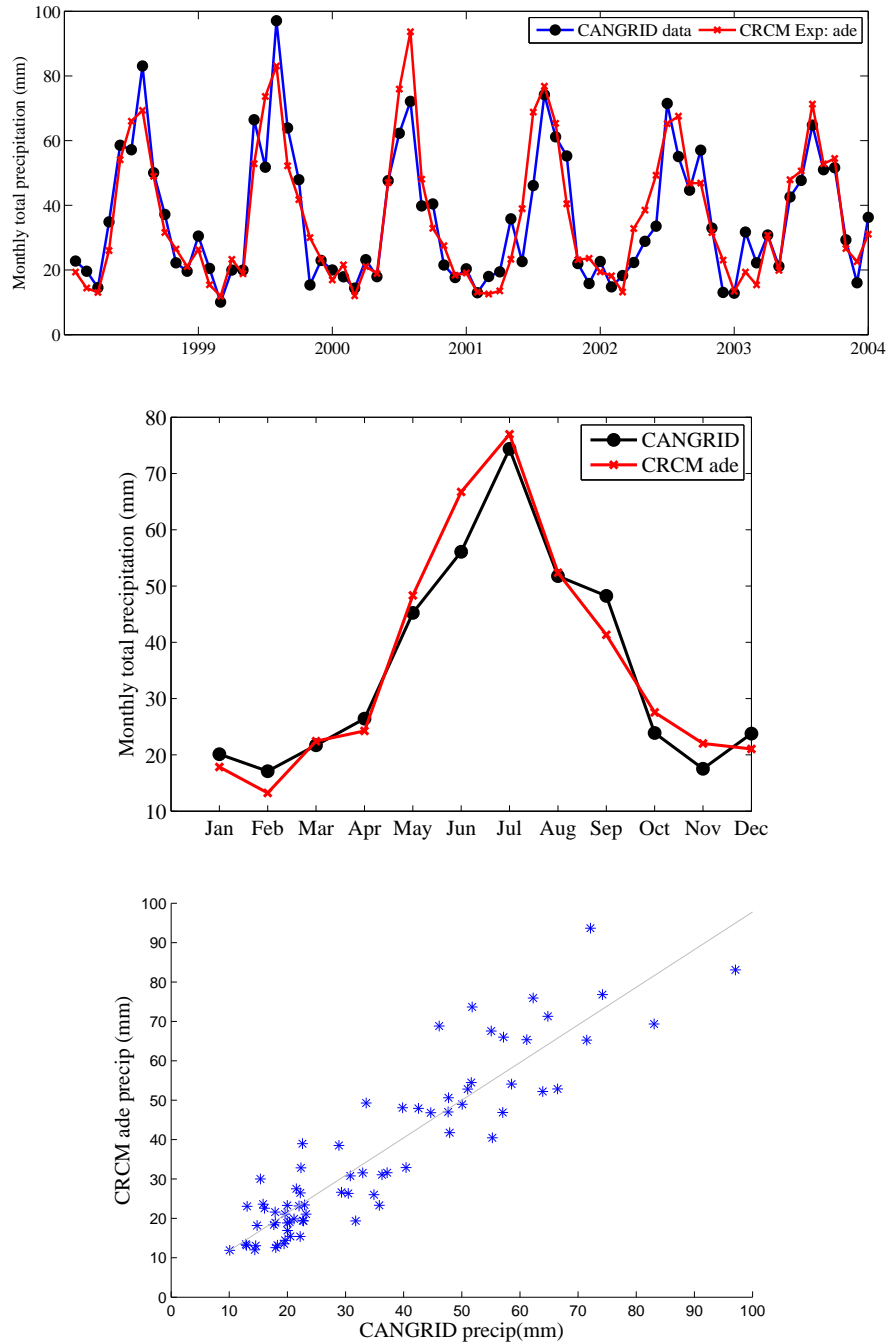 Monthly total precipitation (mm)
100
80
60
40
20
0
CANGRID data
CRCM Exp: ade
1999
2000
2001
2002
2003
2004
Monthly total precipitation (mm)
80
70
60
50
40
30
20
10
CANGRID
CRCM ade
Jan
Feb
Mar
Apr
May
Jun
Jul
Aug
Sep
Oct
Nov
Dec
CRCM ade precip (mm)
100
90
80
70
60
50
40
30
20
10
0
0
10
20
30
40
50
60
70
80
90
100
CANGRID precip(mm)